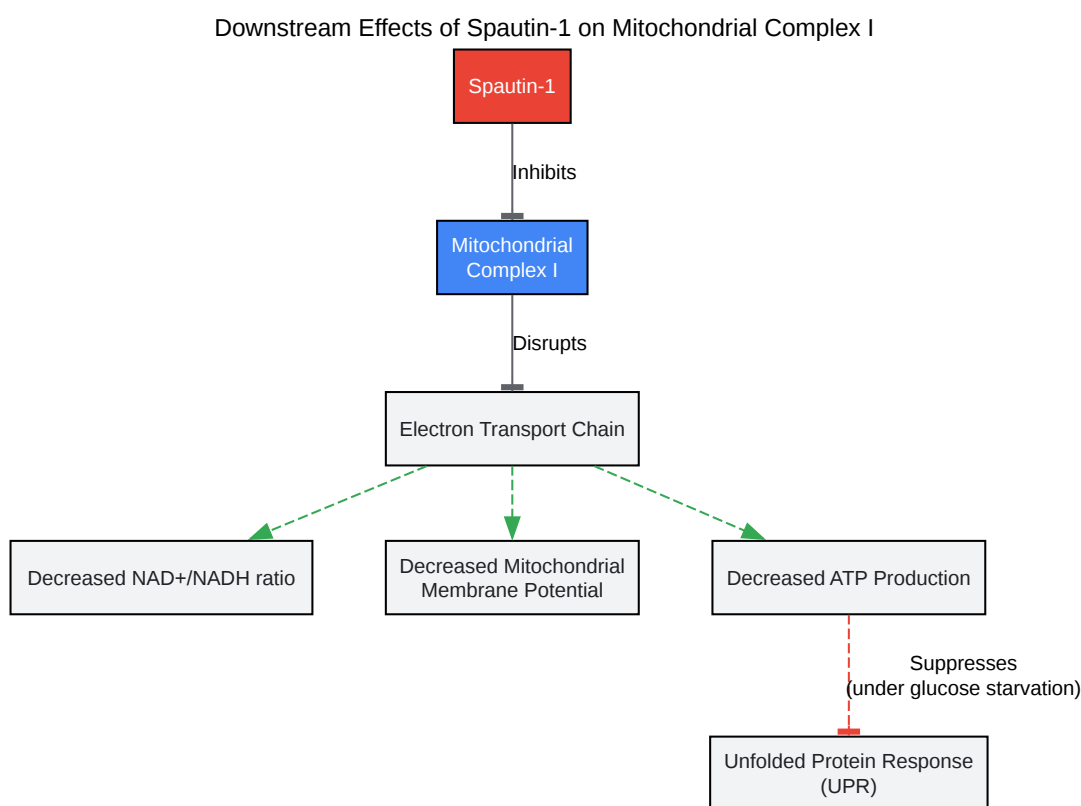 Downstream Effects of Spautin-1 on Mitochondrial Complex I
Spautin-1
Inhibits
Mitochondrial
Complex I
Disrupts
Electron Transport Chain
Decreased NAD+/NADH ratio
Decreased Mitochondrial
Membrane Potential
Decreased ATP Production
Suppresses
(under glucose starvation)
Unfolded Protein Response
(UPR)